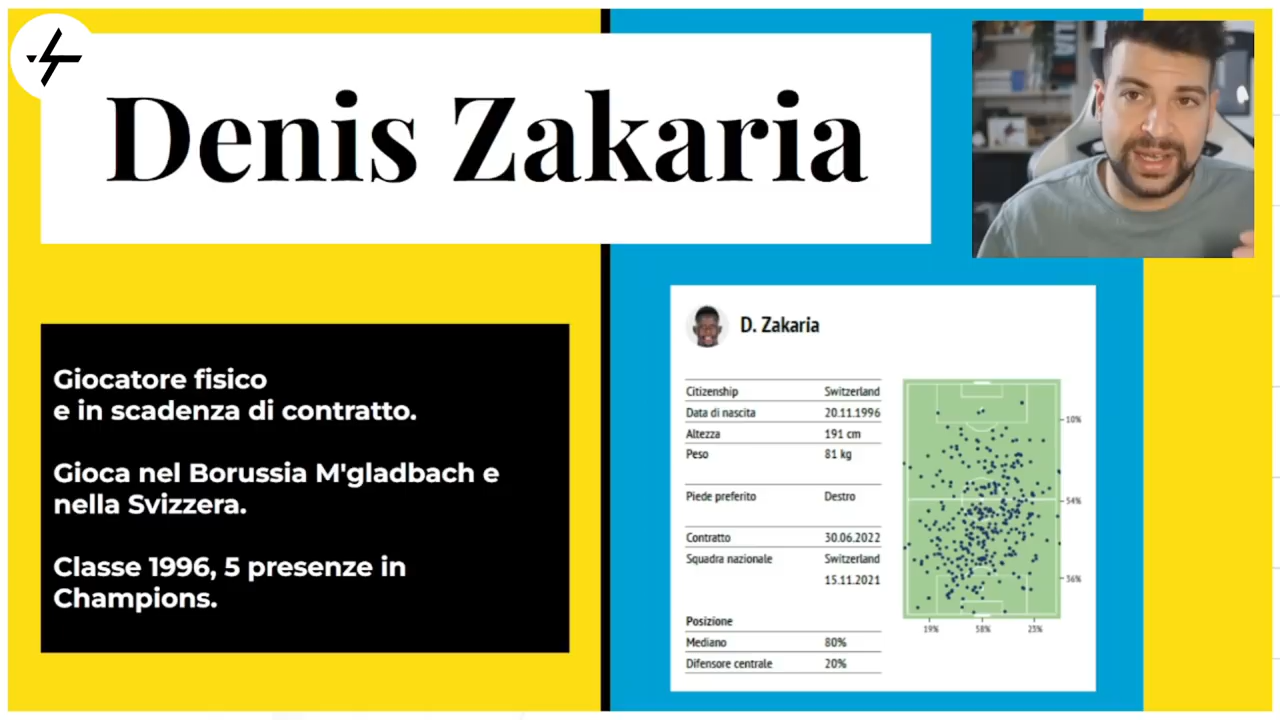 Denis Zakaria
Giocatore fisico
e in scadenza di contratto.
Gioca nel Borussia M'gladbach e
nella Svizzera.
Classe 1996, 5 presenze in
Champions.
D. Zakaria
Citizenship Switzerland
Data di nascita 20.11.1996
Altezza 191 cm
Peso 81 kg
Piede preferito Destro
Contratto 30.06.2022
Squadra nazionale Switzerland
15.11.2021
Posizione
Mediano 80%
Difensore centrale 20%
10%
54%
36%
19% 58% 23%